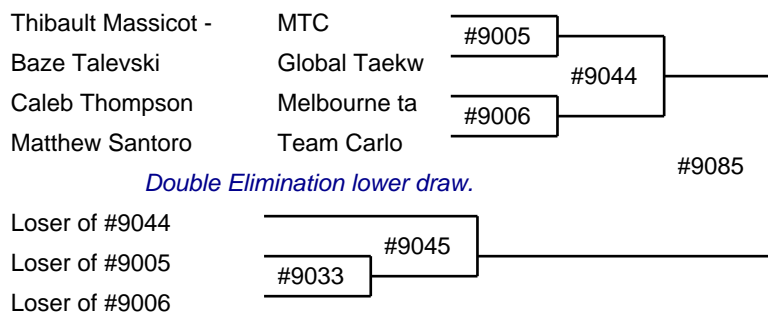 Thibault Massicot - MTC #9005
Baze Talevski Global Taekw #9044
Caleb Thompson Melbourne ta #9006
Matthew Santoro Team Carlo
#9085
Double Elimination lower draw.
Loser of #9044
#9045
Loser of #9005 #9033
Loser of #9006